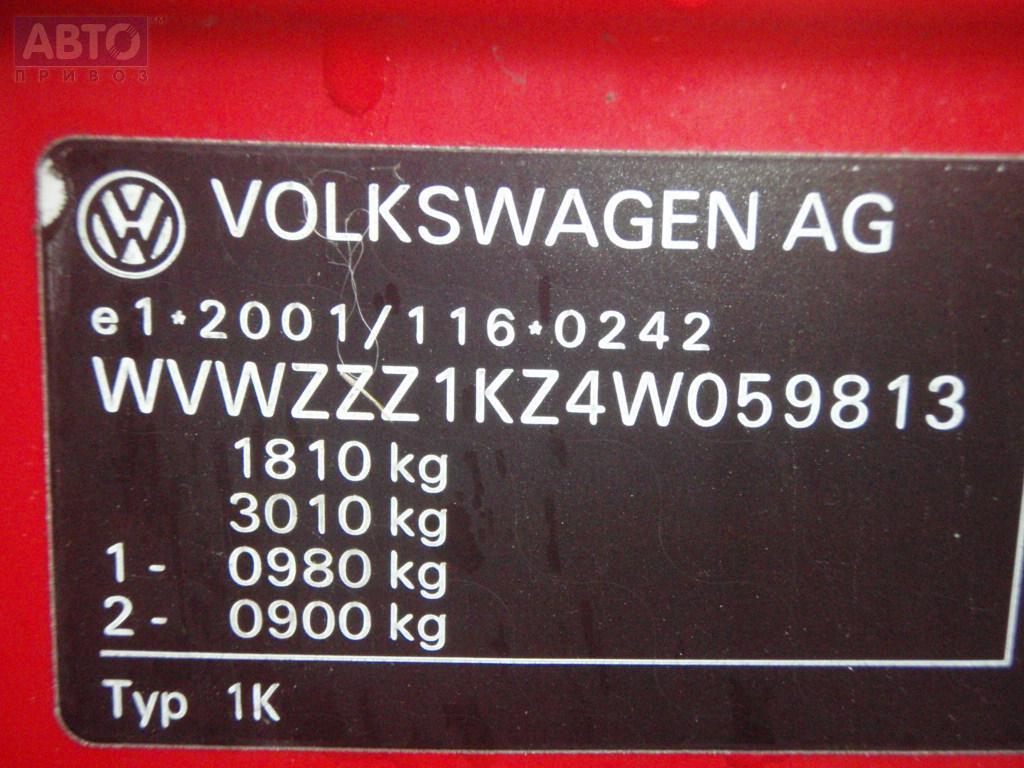 АВТО
ПРИВОЗ
VOLKSWAGEN AG
e1*2001/116*0242
WVWZZZ1KZ4W059813
1810 kg
3010 kg
1- 0980 kg
2- 0900 kg
Typ 1K